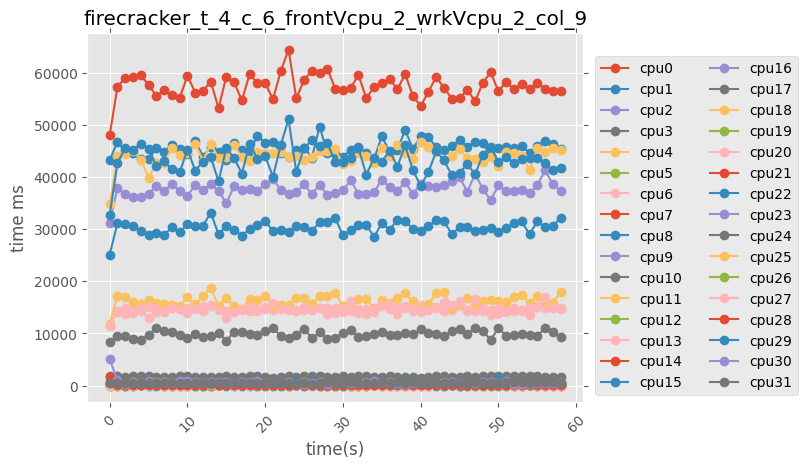 firecracker_t_4_c_6_frontVcpu_2_wrkVcpu_2_col_9
time ms
60000
50000
40000
30000
20000
10000
0
0
10
20
30
40
50
60
time(s)
cpu0
cpu1
cpu2
cpu3
cpu4
cpu5
cpu6
cpu7
cpu8
cpu9
cpu10
cpu11
cpu12
cpu13
cpu14
cpu15
cpu16
cpu17
cpu18
cpu19
cpu20
cpu21
cpu22
cpu23
cpu24
cpu25
cpu26
cpu27
cpu28
cpu29
cpu30
cpu31